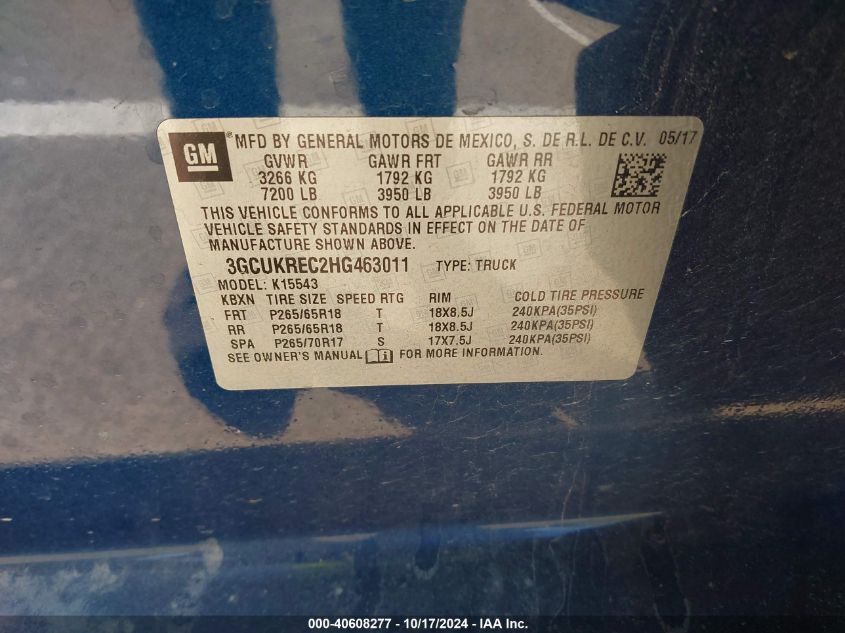 GM® MFD BY GENERAL MOTORS DE MEXICO, S. DE R.L. DE C.V. 05/17
GVWR GAWR FRT GAWR RR
3266 KG 1792 KG 1792 KG
7200 LB 3950 LB 3950 LB
THIS VEHICLE CONFORMS TO ALL APPLICABLE U.S. FEDERAL MOTOR
VEHICLE SAFETY STANDARDS IN EFFECT ON THE DATE OF
MANUFACTURE SHOWN ABOVE.
3GCUKREC2HG463011 TYPE: TRUCK
MODEL: K15543
KBXN TIRE SIZE SPEED RTG RIM COLD TIRE PRESSURE
FRT P265/65R18 T 18X8.5J 240KPA(35PSI)
RR P265/65R18 T 18X8.5J 240KPA(35PSI)
SPA P265/70R17 S 17X7.5J 240KPA(35PSI)
SEE OWNER'S MANUAL FOR MORE INFORMATION.
000-40608277 - 10/17/2024 - IAA Inc.